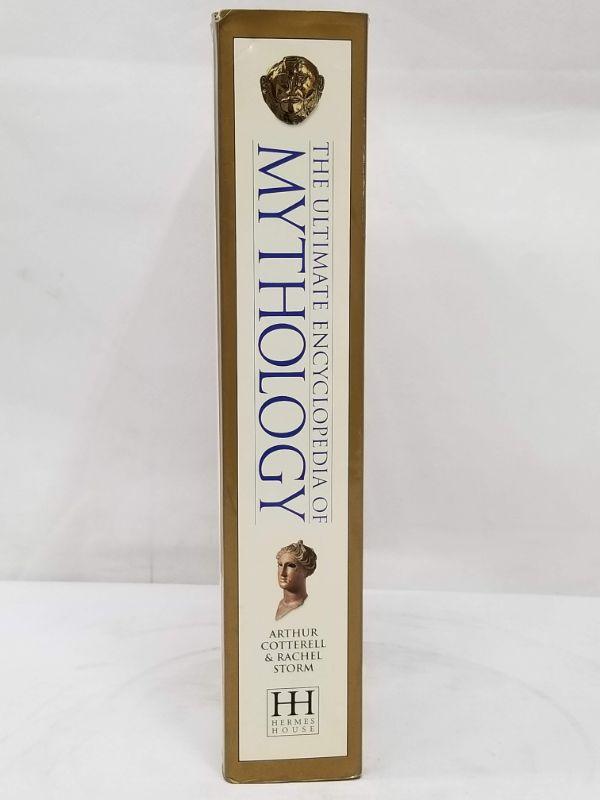 THE ULTIMATE ENCYCLOPEDIA OF
MYTHOLOGY
ARTHUR
COTTERELL
& RACHEL
STORM
HH
HERMES
HOUSE